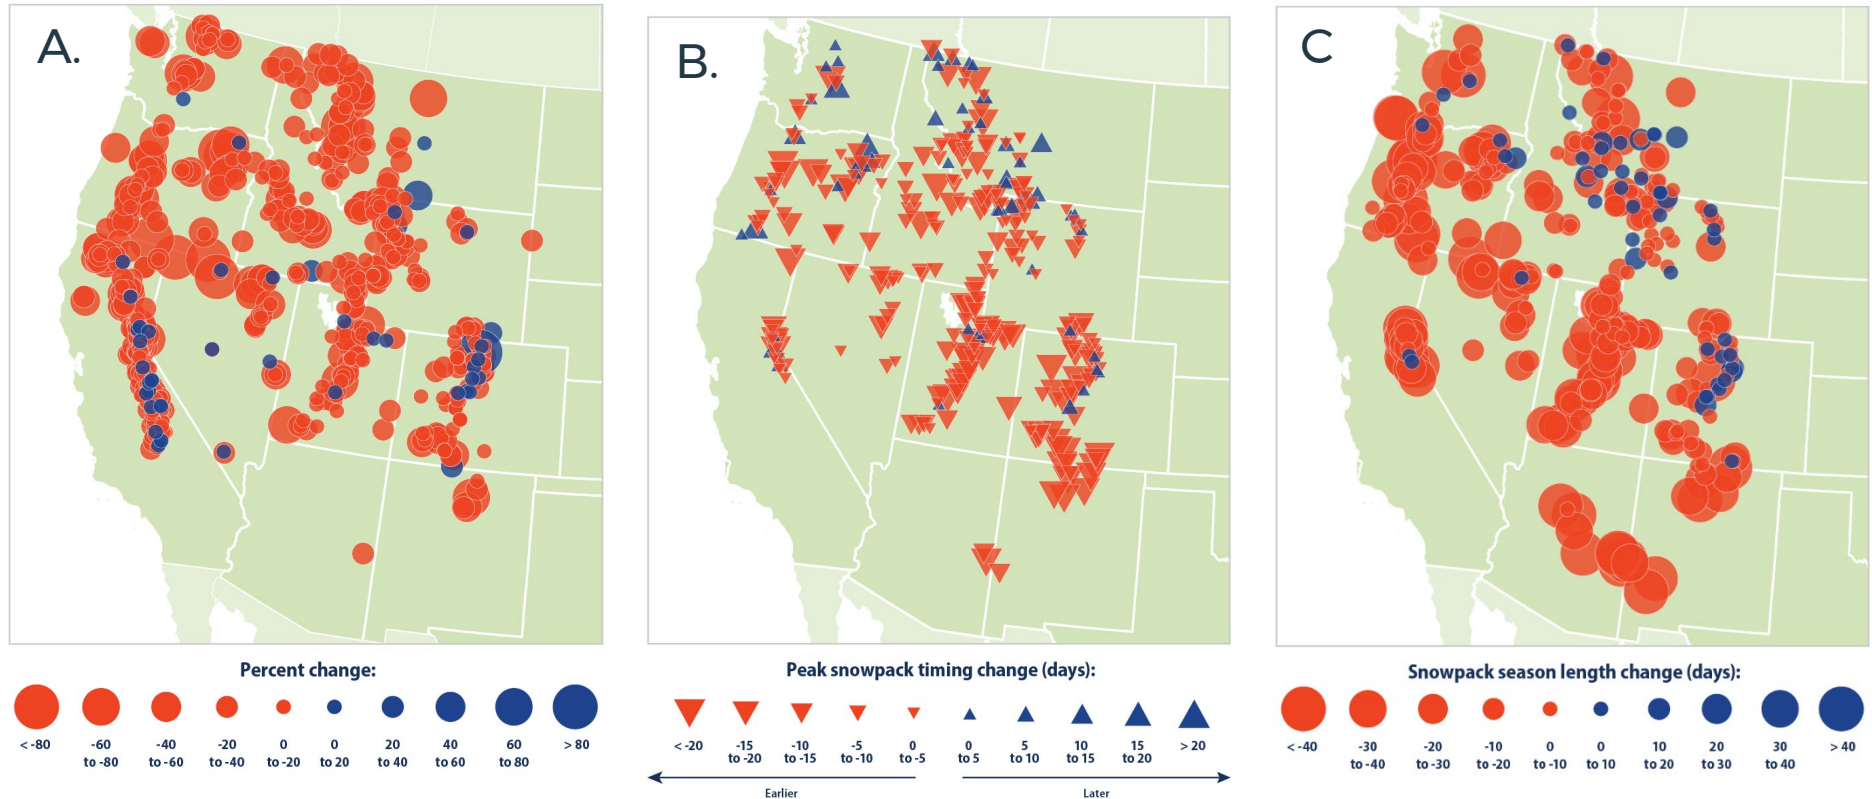 A.
B.
C
Percent change:
< -80
-60 to -80
-40 to -60
-20 to -40
0 to -20
0 to 20
20 to 40
40 to 60
60 to 80
> 80
Peak snowpack timing change (days):
< -20
-15 to -20
-10 to -15
-5 to -10
0 to -5
0 to 5
5 to 10
10 to 15
15 to 20
> 20
Earlier
Later
Snowpack season length change (days):
< -40
-30 to -40
-20 to -30
-10 to -20
0 to -10
0 to 10
10 to 20
20 to 30
30 to 40
> 40